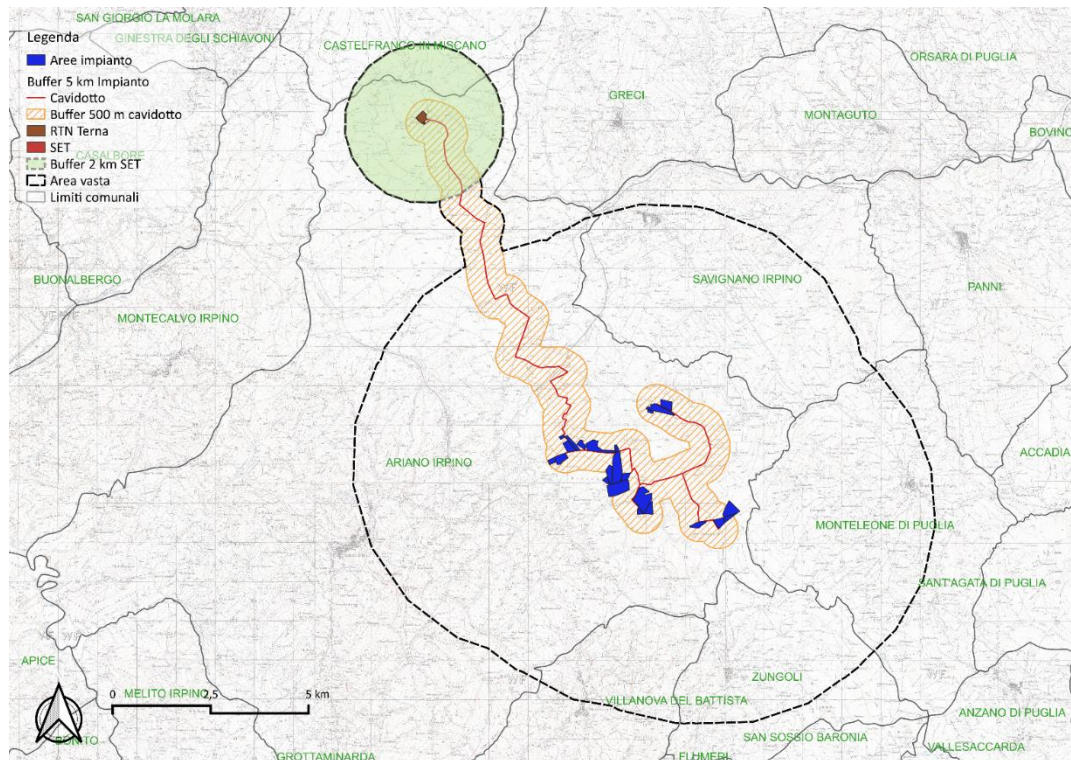 SAN GIORGIO LA MOLARA
GINESTRA DEGLI SCHIAVONI
Legenda
Aree impianto
Buffer 5 km Impianto
Cavidotto
Buffer 500 m cavidotto
RTN Terna
SET
CASALBORE
Buffer 2 km SET
Area vasta
Limiti comunali
CASTELFRANCO IN MISCANO
ORSARA DI PUGLIA
GRECI
MONTAGUTO
BOVINO
BUONALBERGO
MONTECALVO IRPINO
SAVIGNANO IRPINO
PANNI
ARIANO IRPINO
ACCADIA
MONTELEONE DI PUGLIA
SANT'AGATA DI PUGLIA
APICE
MELITO IRPINO
0 2,5 5 km
BONITO
GROTTAMINARDA
VILLANOVA DEL BATTISTA
ZUNGOLI
ANZANO DI PUGLIA
SAN SOSSIO BARONIA
VALLESACCARDA
FLUMERI